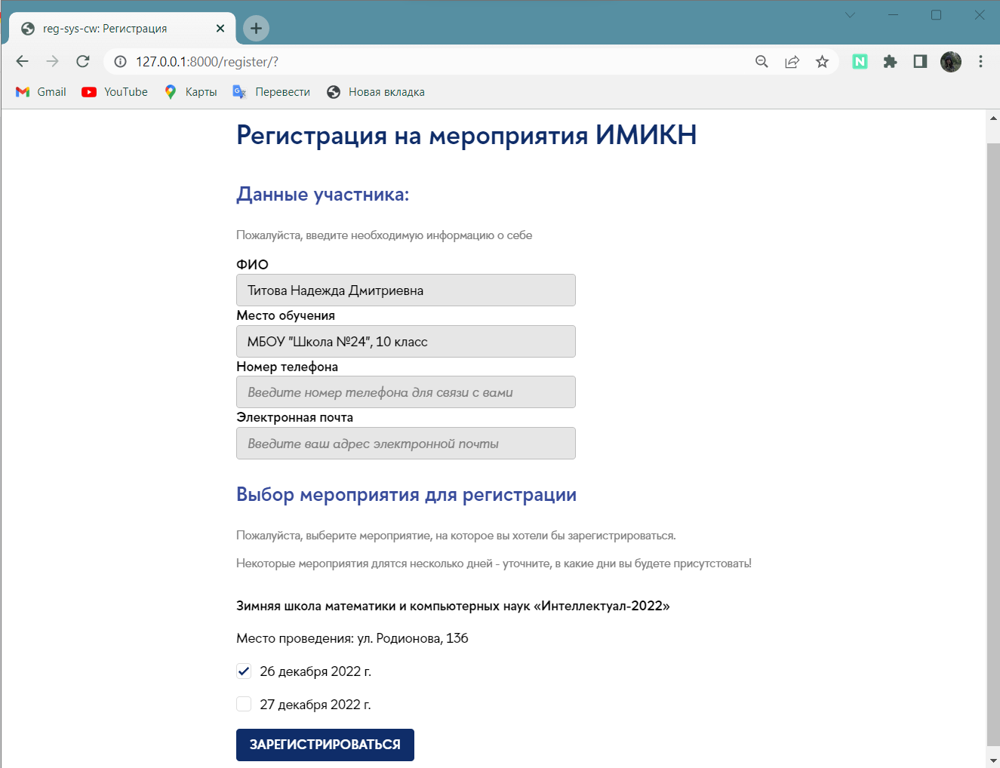 reg-sys-cw: Регистрация
127.0.0.1:8000/register/?
N
Gmail YouTube Карты G Перевести Новая вкладка
Регистрация на мероприятия ИМИКН
Данные участника:
Пожалуйста, введите необходимую информацию о себе
ФИО
Титова Надежда Дмитриевна
Место обучения
МБОУ "Школа №24", 10 класс
Номер телефона
Введите номер телефона для связи с вами
Электронная почта
Введите ваш адрес электронной почты
Выбор мероприятия для регистрации
Пожалуйста, выберите мероприятие, на которое вы хотели бы зарегистрироваться.
Некоторые мероприятия длятся несколько дней - уточните, в какие дни вы будете присутстовать!
Зимняя школа математики и компьютерных наук «Интеллектуал-2022»
Место проведения: ул. Родионова, 136
26 декабря 2022 г.
27 декабря 2022 г.
ЗАРЕГИСТРИРОВАТЬСЯ